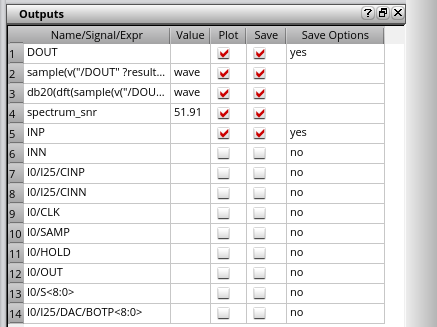 Outputs
Name/Signal/Expr Value Plot Save Save Options
1 DOUT yes
2 sample(v("/DOUT" ?result... wave
3 db20(dft(sample(v("/DOU... wave
4 spectrum_snr 51.91
5 INP yes
6 INN no
7 I0/I25/CINP no
8 I0/I25/CINN no
9 I0/CLK no
10 I0/SAMP no
11 I0/HOLD no
12 I0/OUT no
13 I0/S<8:0> no
14 I0/I25/DAC/BOTP<8:0> no